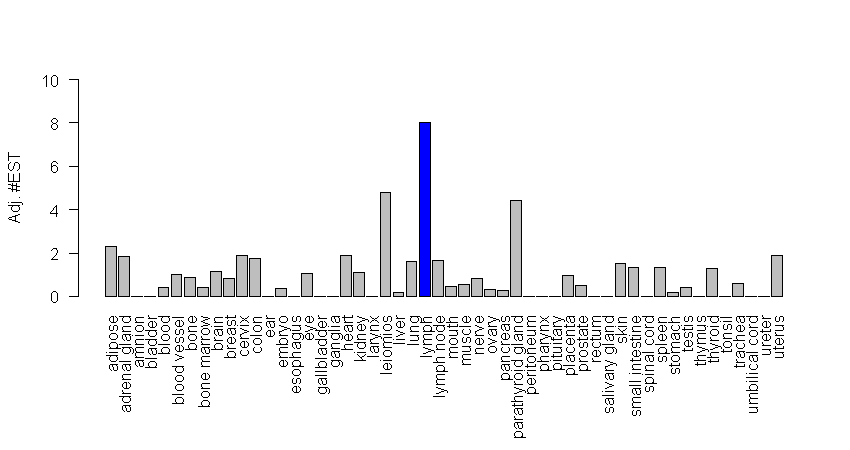 Adj. #EST
10
8
6
4
2
0
adipose
adrenal gland
amnion
bladder
blood
blood vessel
bone
bone marrow
brain
breast
cervix
colon
ear
embryo
esophagus
eye
gallbladder
ganglia
heart
kidney
larynx
leiomios
liver
lung
lymph
lymph node
mouth
muscle
nerve
ovary
pancreas
parathyroid gland
peritoneum
pharynx
pituitary
placenta
prostate
rectum
salivary gland
skin
small intestine
spinal cord
spleen
stomach
testis
thymus
thyroid
tonsil
trachea
umbilical cord
ureter
uterus